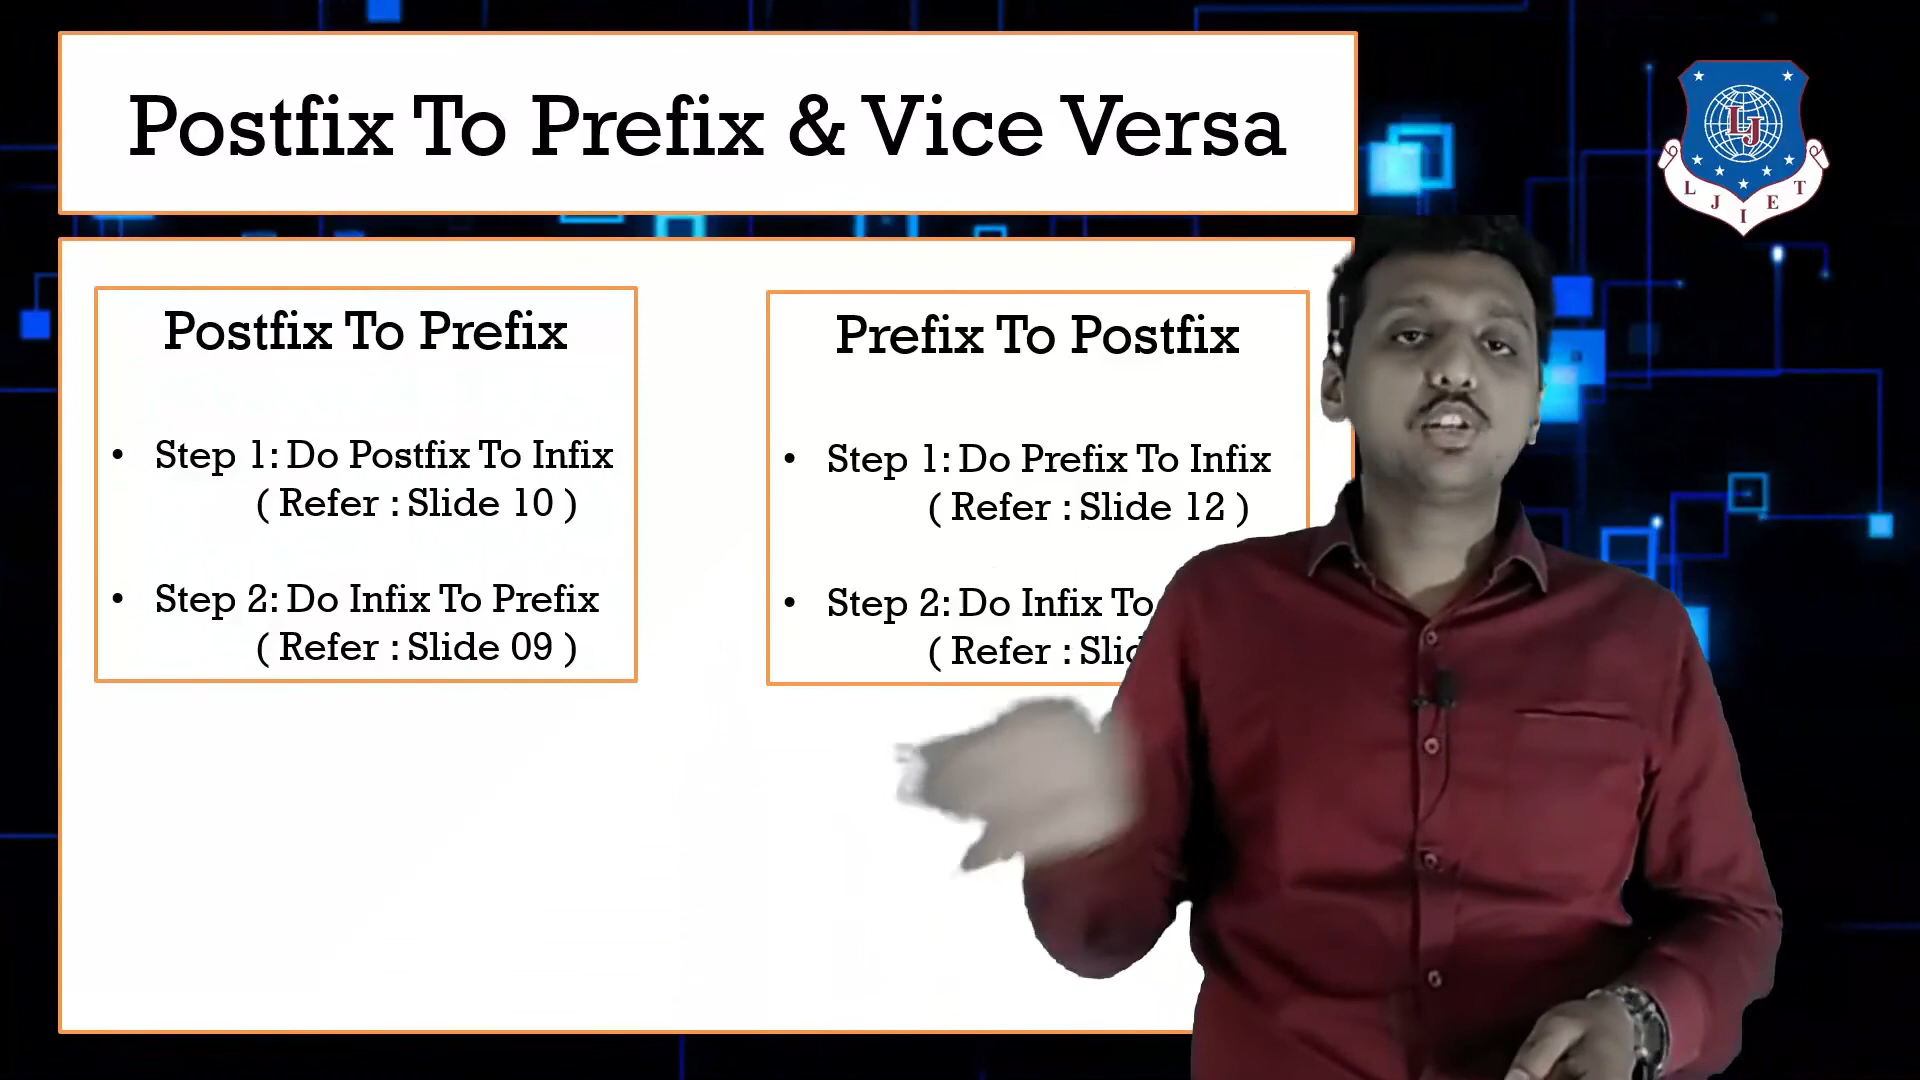 Postfix To Prefix & Vice Versa
LJ
L J I E T
Postfix To Prefix
• Step 1: Do Postfix To Infix
( Refer : Slide 10 )
• Step 2: Do Infix To Prefix
( Refer : Slide 09 )
Prefix To Postfix
• Step 1: Do Prefix To Infix
( Refer : Slide 12 )
• Step 2: Do Infix To
( Refer :